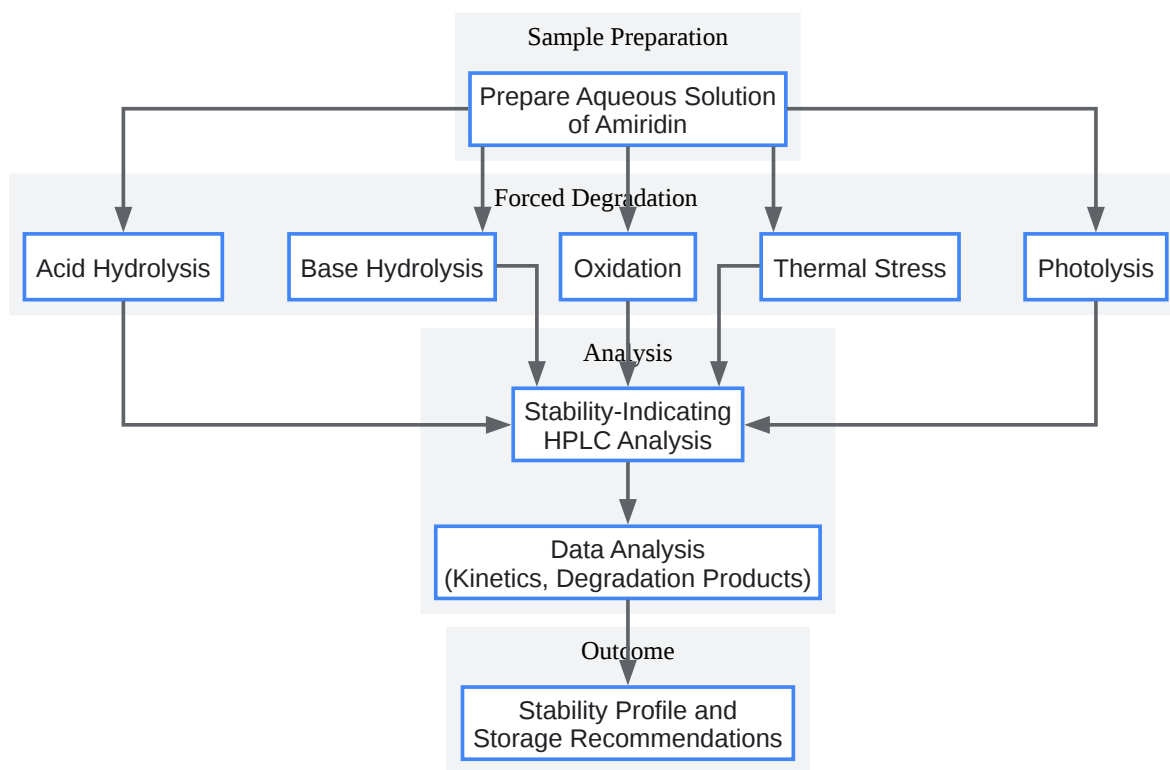 Sample Preparation
Prepare Aqueous Solution
of Amiridin
Forced Degradation
Acid Hydrolysis
Base Hydrolysis
Oxidation
Thermal Stress
Photolysis
Analysis
Stability-Indicating
HPLC Analysis
Data Analysis
(Kinetics, Degradation Products)
Outcome
Stability Profile and
Storage Recommendations